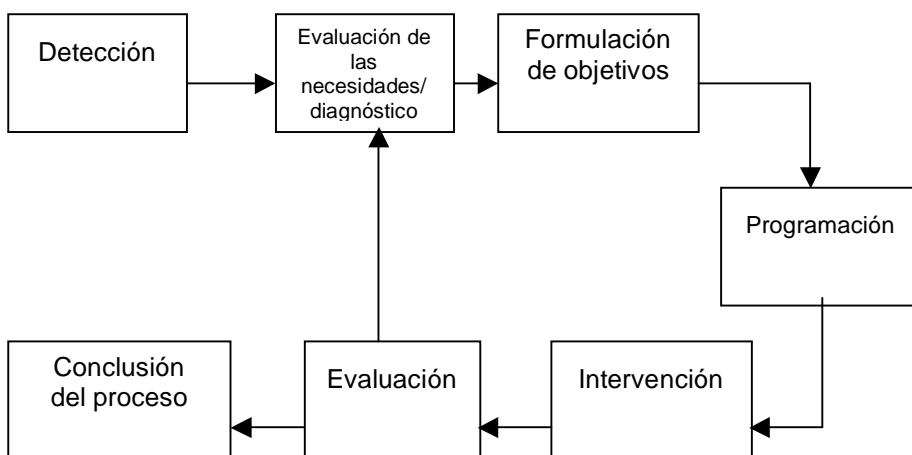 Detección
Evaluación de
las
necesidades/
diagnóstico
Formulación
de objetivos
Programación
Conclusión
del proceso
Evaluación
Intervención